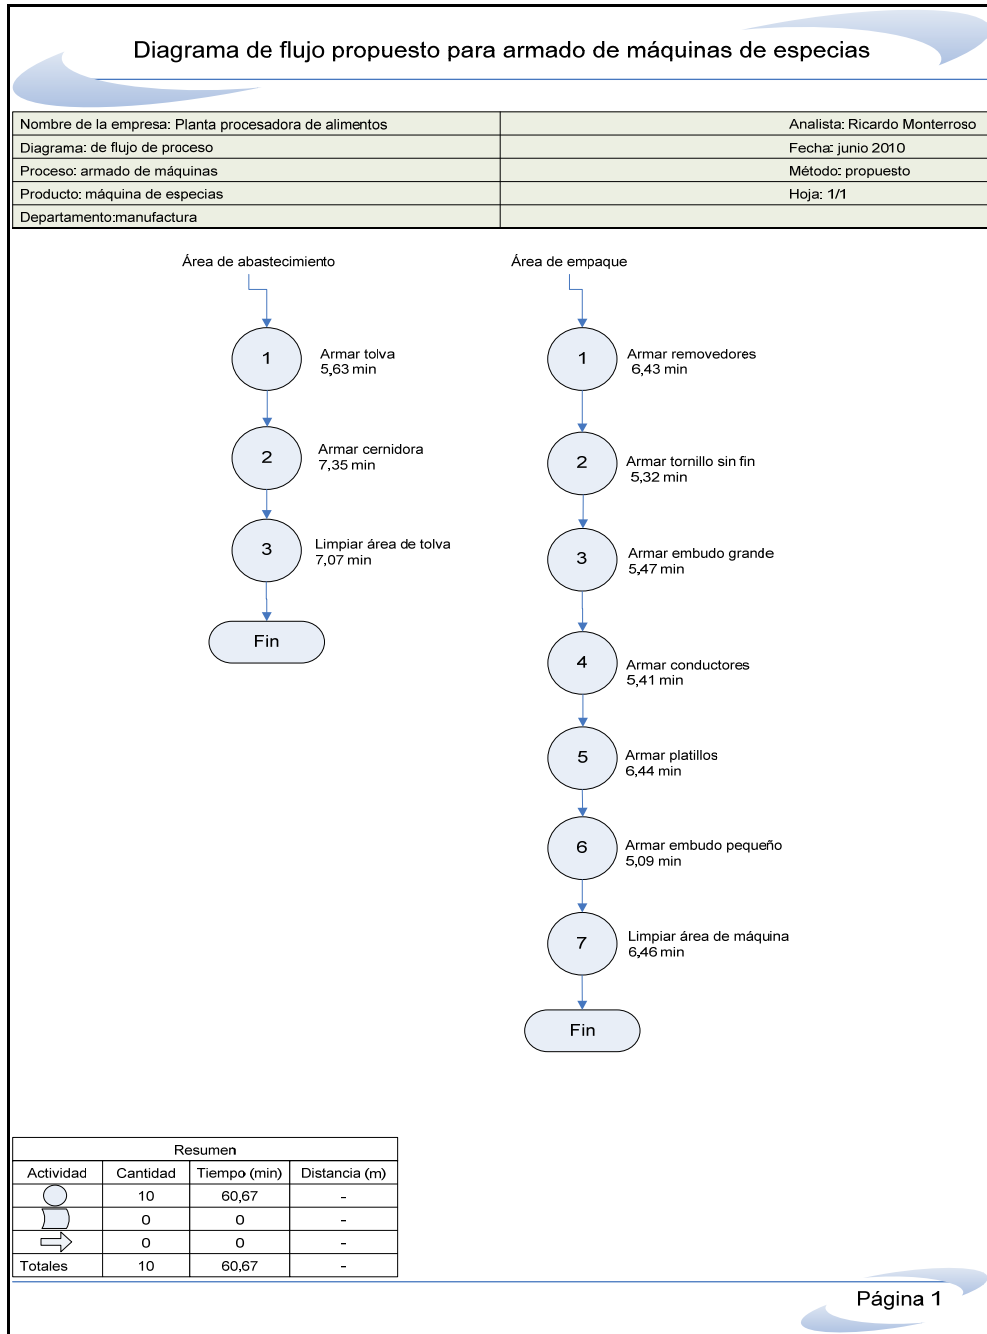 Diagrama de flujo propuesto para armado de máquinas de especias
Nombre de la empresa: Planta procesadora de alimentos Analista: Ricardo Monterroso
Diagrama: de flujo de proceso Fecha: junio 2010
Proceso: armado de máquinas Método: propuesto
Producto: máquina de especias Hoja: 1/1
Departamento:manufactura
Área de abastecimiento
1
Armar tolva
5,63 min
2
Armar cernidora
7,35 min
3
Limpiar área de tolva
7,07 min
Fin
Área de empaque
1
Armar removedores
6,43 min
2
Armar tornillo sin fin
5,32 min
3
Armar embudo grande
5,47 min
4
Armar conductores
5,41 min
5
Armar platillos
6,44 min
6
Armar embudo pequeño
5,09 min
7
Limpiar área de máquina
6,46 min
Fin
Resumen
Actividad Cantidad Tiempo (min) Distancia (m)
10 60,67 -
0 0 -
0 0 -
Totales 10 60,67 -
Página 1